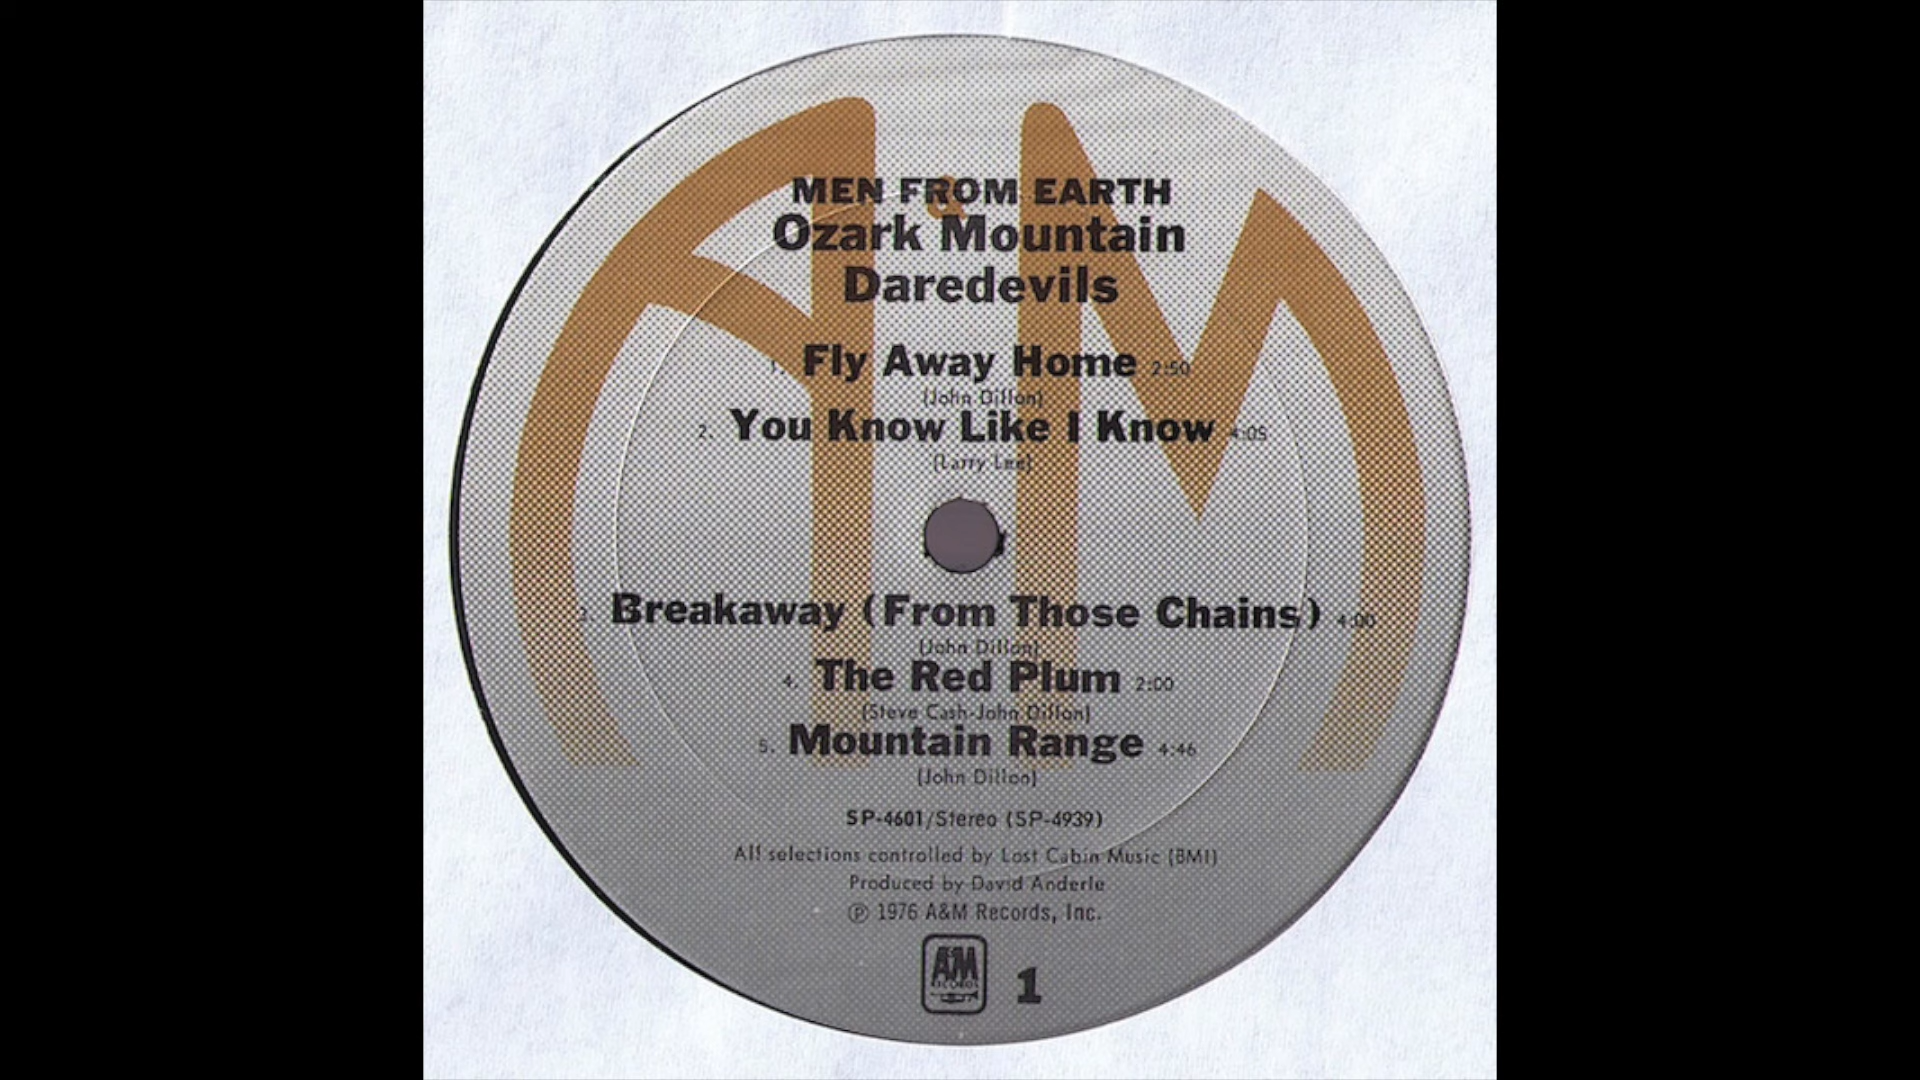 MEN FROM EARTH
Ozark Mountain
Daredevils
1. Fly Away Home 2:50
(John Dillon)
2. You Know Like I Know 4:05
(Larry Lee)
3. Breakaway (From Those Chains) 4:00
(John Dillon)
4. The Red Plum 2:00
(Steve Cash-John Dillon)
5. Mountain Range 4:46
(John Dillon)
SP-4601/Stereo (SP-4939)
All selections controlled by Lost Cabin Music (BMI)
Produced by David Anderle
℗ 1976 A&M Records, Inc.
A&M
RECORDS
1